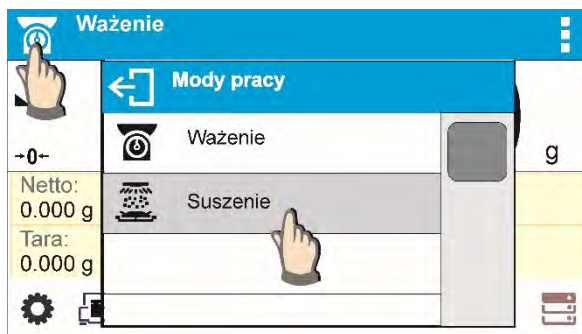 Ważenie
Mody pracy
Ważenie
→0← g
Netto:
0.000 g
Suszenie
Tara:
0.000 g